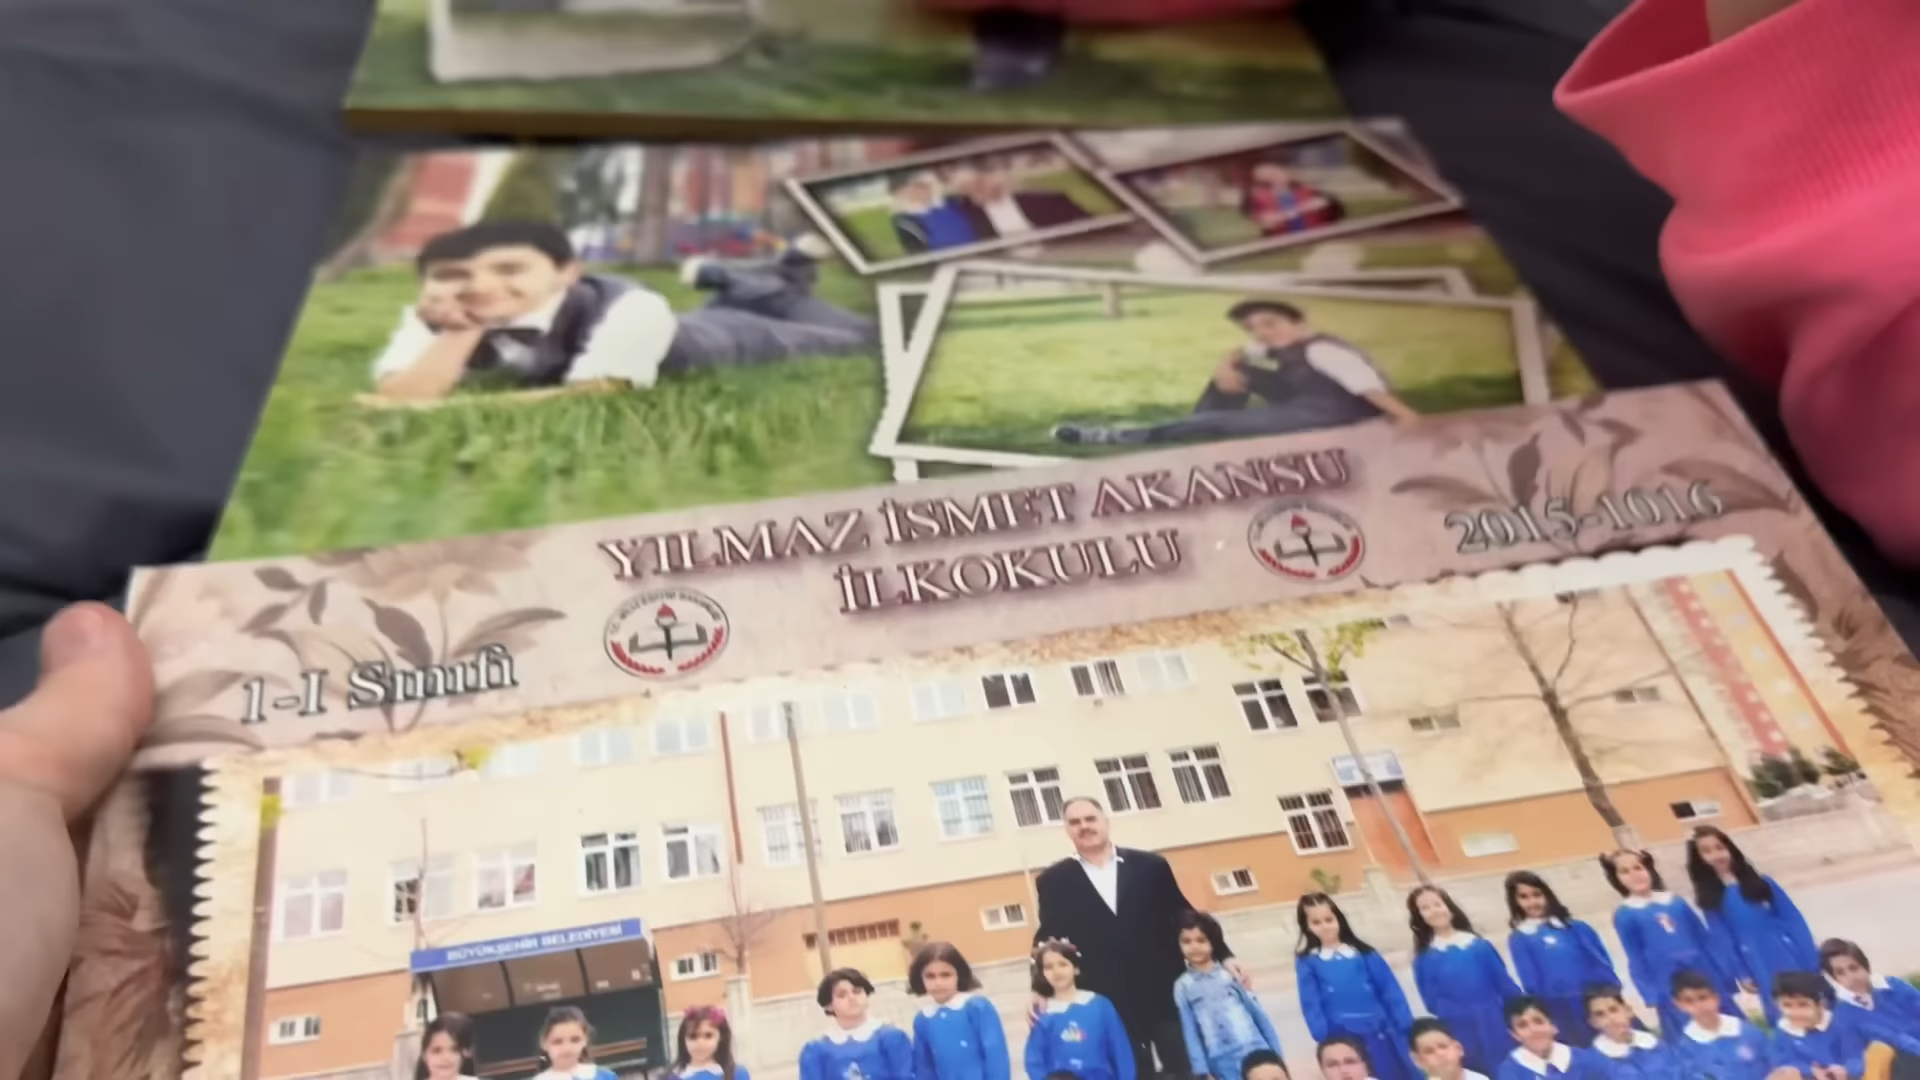 YILMAZ İSMET AKANSU
İLKOKULU
2015-1016
1-I Sınıfı
BÜYÜKŞEHİR BELEDİYESİ